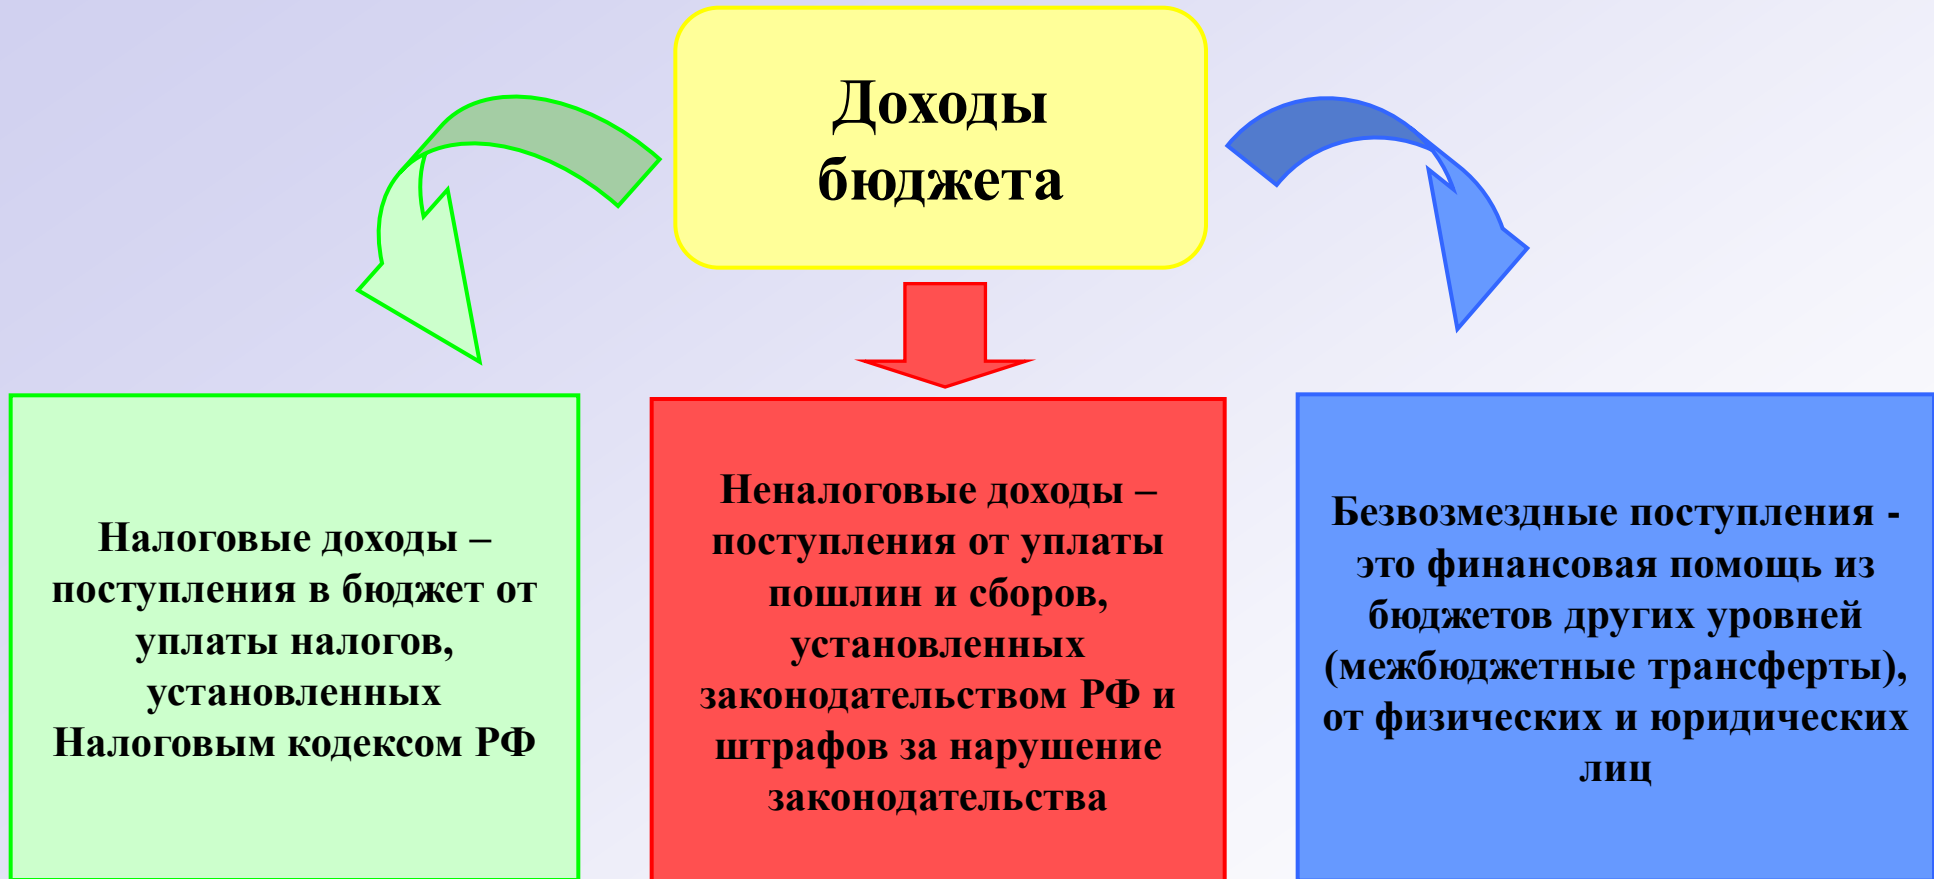 Доходы
бюджета
Налоговые доходы –
поступления в бюджет от
уплаты налогов,
установленных
Налоговым кодексом РФ
Неналоговые доходы –
поступления от уплаты
пошлин и сборов,
установленных
законодательством РФ и
штрафов за нарушение
законодательства
Безвозмездные поступления -
это финансовая помощь из
бюджетов других уровней
(межбюджетные трансферты),
от физических и юридических
лиц